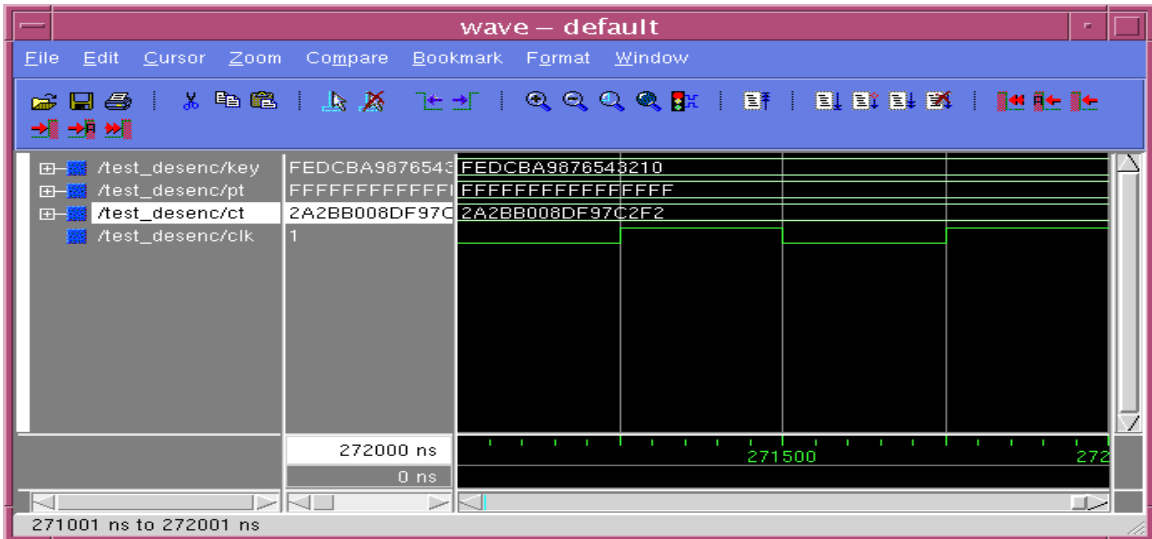 wave – default
File Edit Cursor Zoom Compare Bookmark Format Window
/test_desenc/key FEDCBA9876543 FEDCBA9876543210
/test_desenc/pt FFFFFFFFFFFFF FFFFFFFFFFFFFFFF
/test_desenc/ct 2A2BB008DF97C 2A2BB008DF97C2F2
/test_desenc/clk 1
272000 ns 271500 272
0 ns
271001 ns to 272001 ns